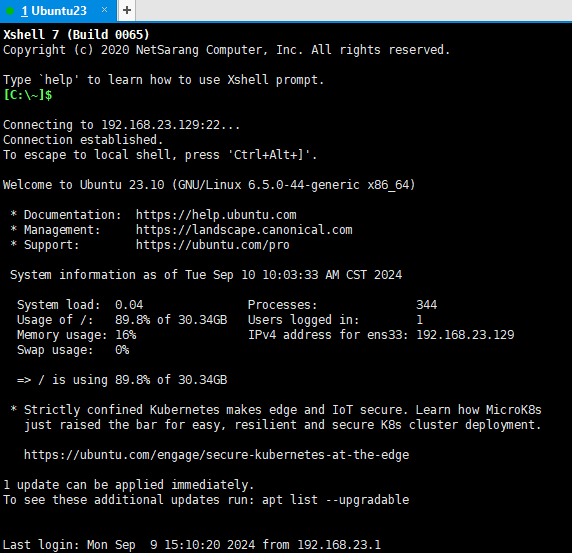 1 Ubuntu23 × +
Xshell 7 (Build 0065)
Copyright (c) 2020 NetSarang Computer, Inc. All rights reserved.
Type `help' to learn how to use Xshell prompt.
[C:\~]$
Connecting to 192.168.23.129:22...
Connection established.
To escape to local shell, press 'Ctrl+Alt+]'.
Welcome to Ubuntu 23.10 (GNU/Linux 6.5.0-44-generic x86_64)
* Documentation:  https://help.ubuntu.com
* Management:     https://landscape.canonical.com
* Support:        https://ubuntu.com/pro
System information as of Tue Sep 10 10:03:33 AM CST 2024
System load:  0.04               Processes:              344
Usage of /:   89.8% of 30.34GB   Users logged in:        1
Memory usage: 16%                IPv4 address for ens33: 192.168.23.129
Swap usage:   0%
=> / is using 89.8% of 30.34GB
* Strictly confined Kubernetes makes edge and IoT secure. Learn how MicroK8s
just raised the bar for easy, resilient and secure K8s cluster deployment.
https://ubuntu.com/engage/secure-kubernetes-at-the-edge
1 update can be applied immediately.
To see these additional updates run: apt list --upgradable
Last login: Mon Sep  9 15:10:20 2024 from 192.168.23.1